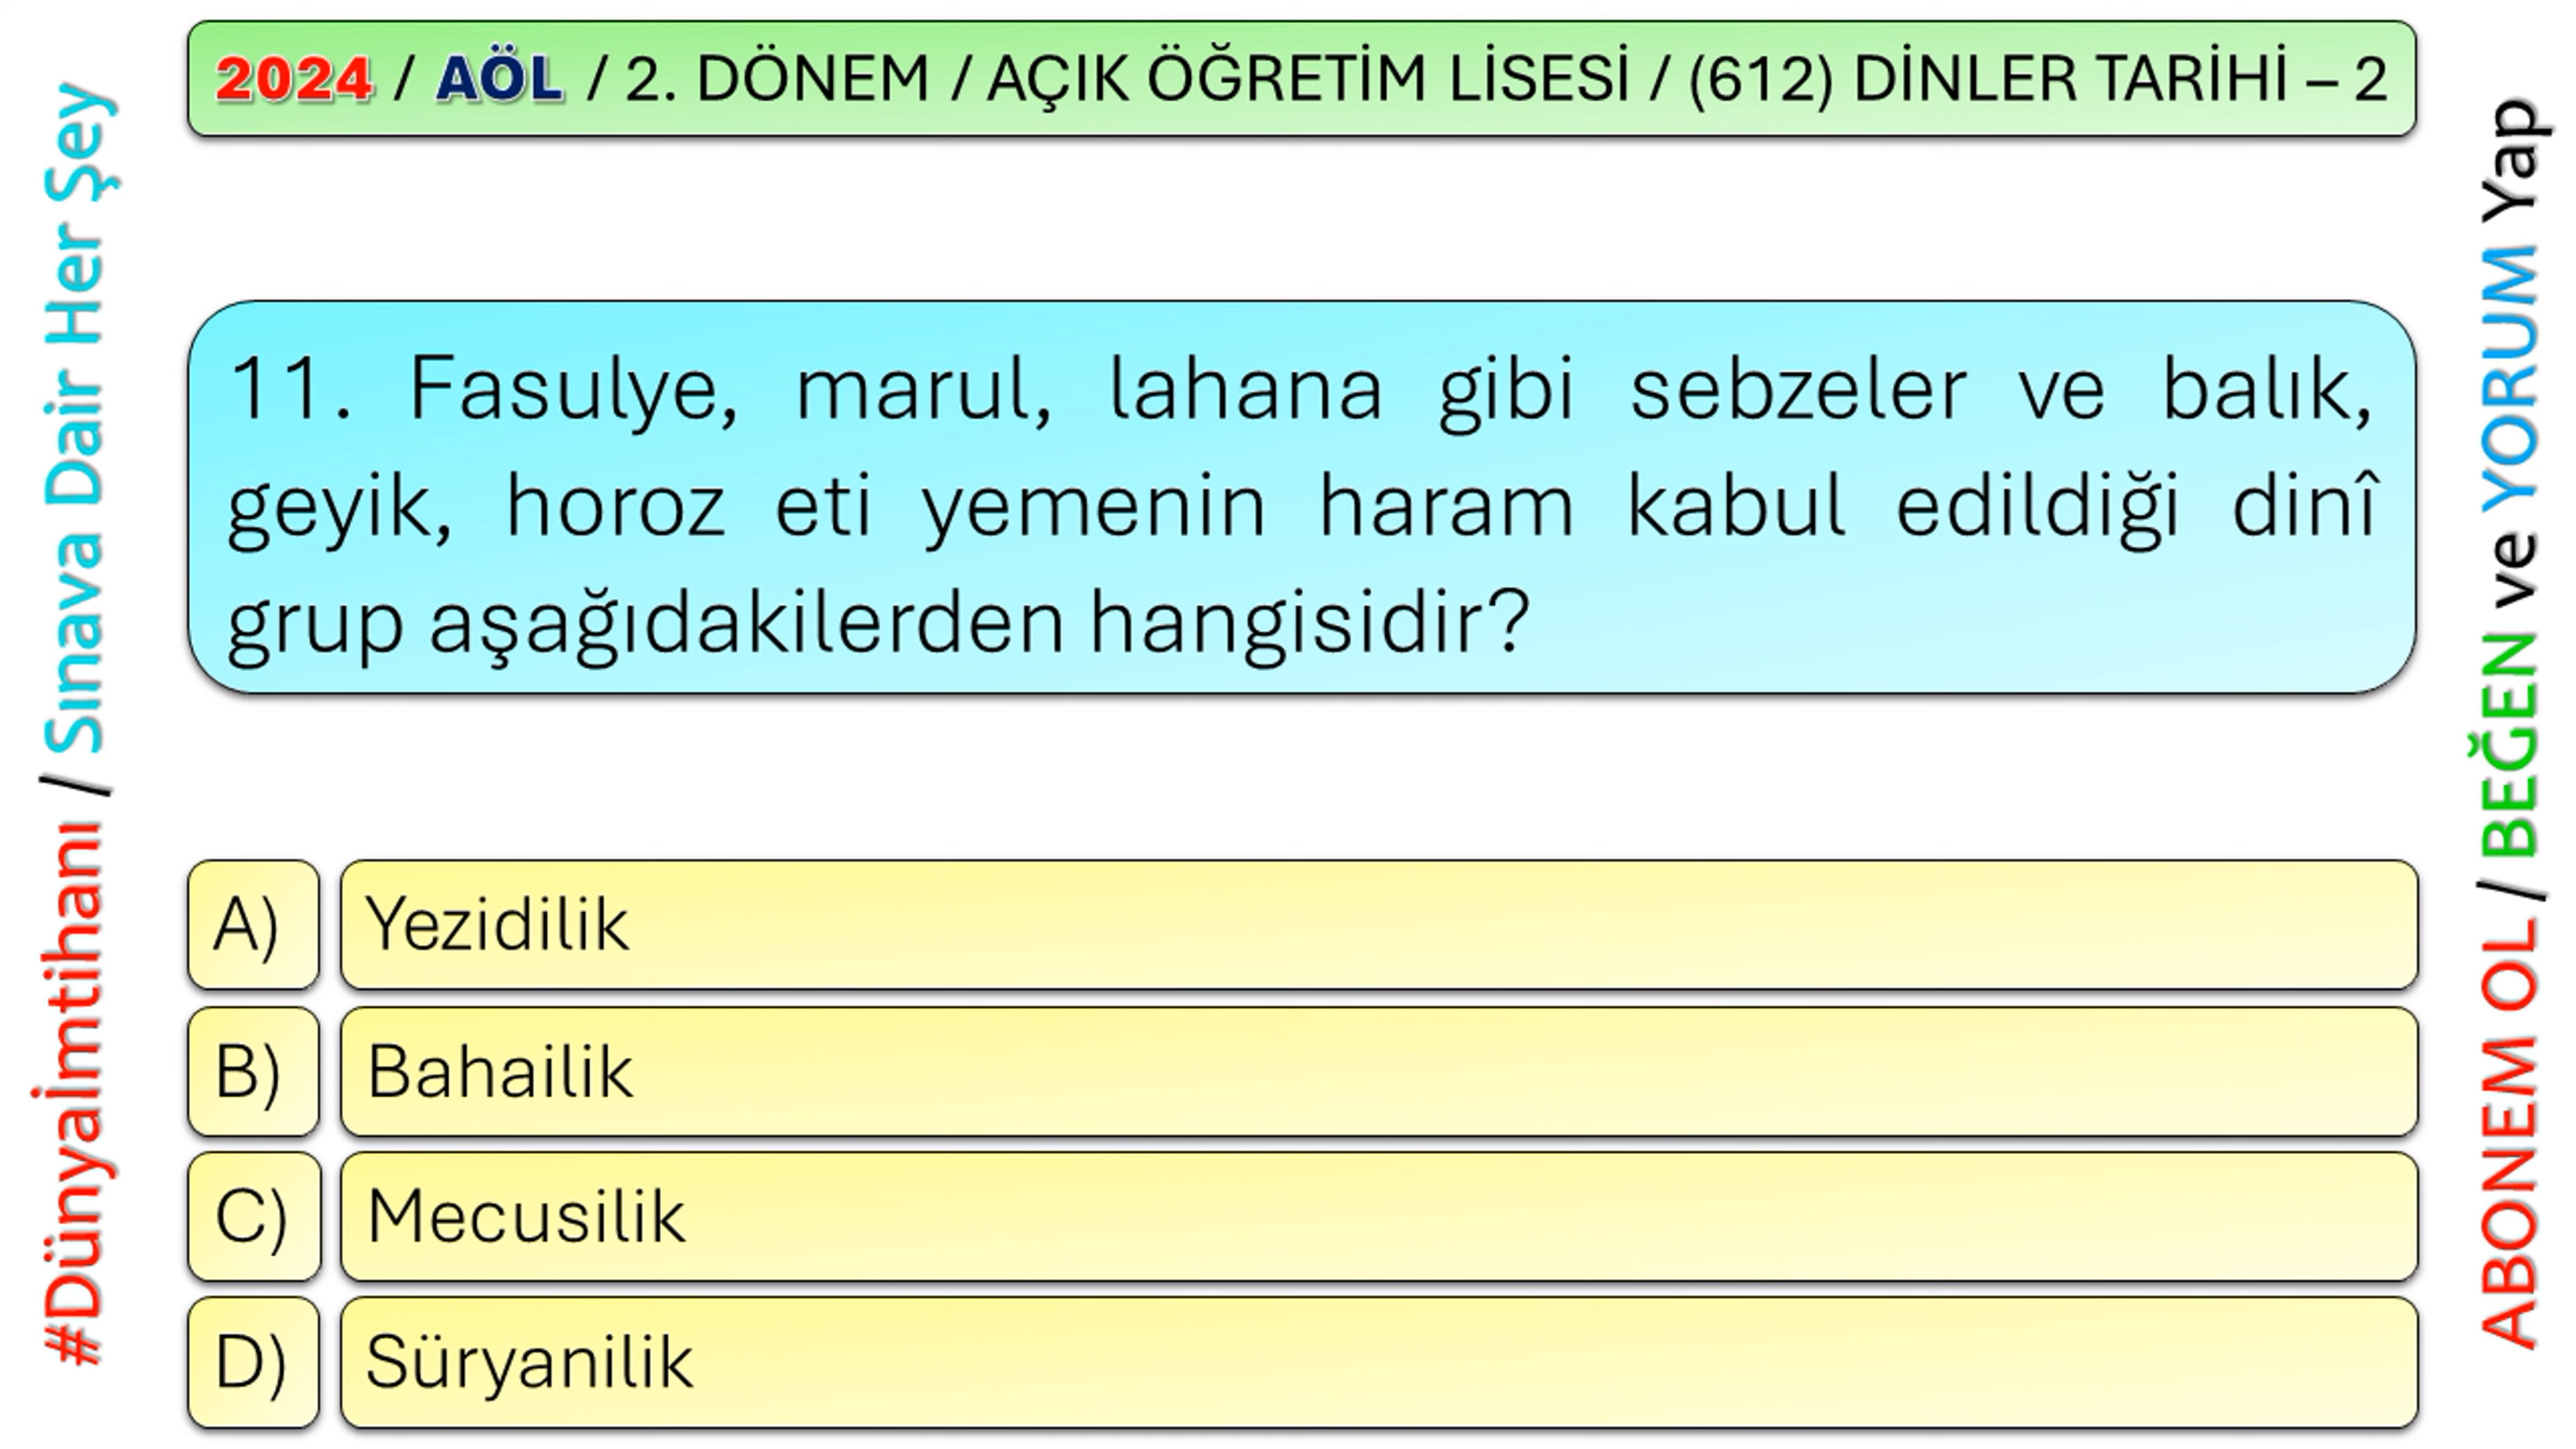 2024 / AÖL / 2. DÖNEM / AÇIK ÖĞRETİM LİSESİ / (612) DİNLER TARİHİ – 2
#Dünyaİmtihanı / Sınava Dair Her Şey
11. Fasulye, marul, lahana gibi sebzeler ve balık,
geyik, horoz eti yemenin haram kabul edildiği dinî
grup aşağıdakilerden hangisidir?
A) Yezidilik
B) Bahailik
C) Mecusilik
D) Süryanilik
ABONEM OL / BEĞEN ve YORUM Yap